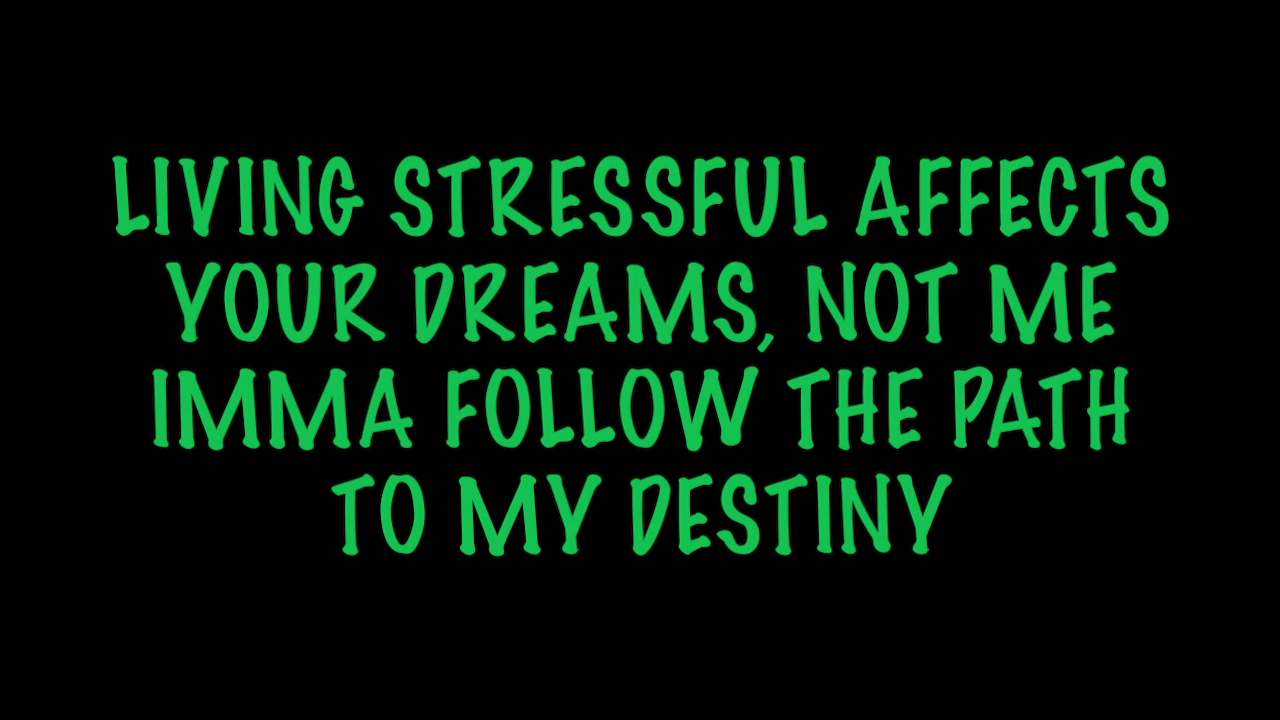 LIVING STRESSFUL AFFECTS
YOUR DREAMS, NOT ME
IMMA FOLLOW THE PATH
TO MY DESTINY